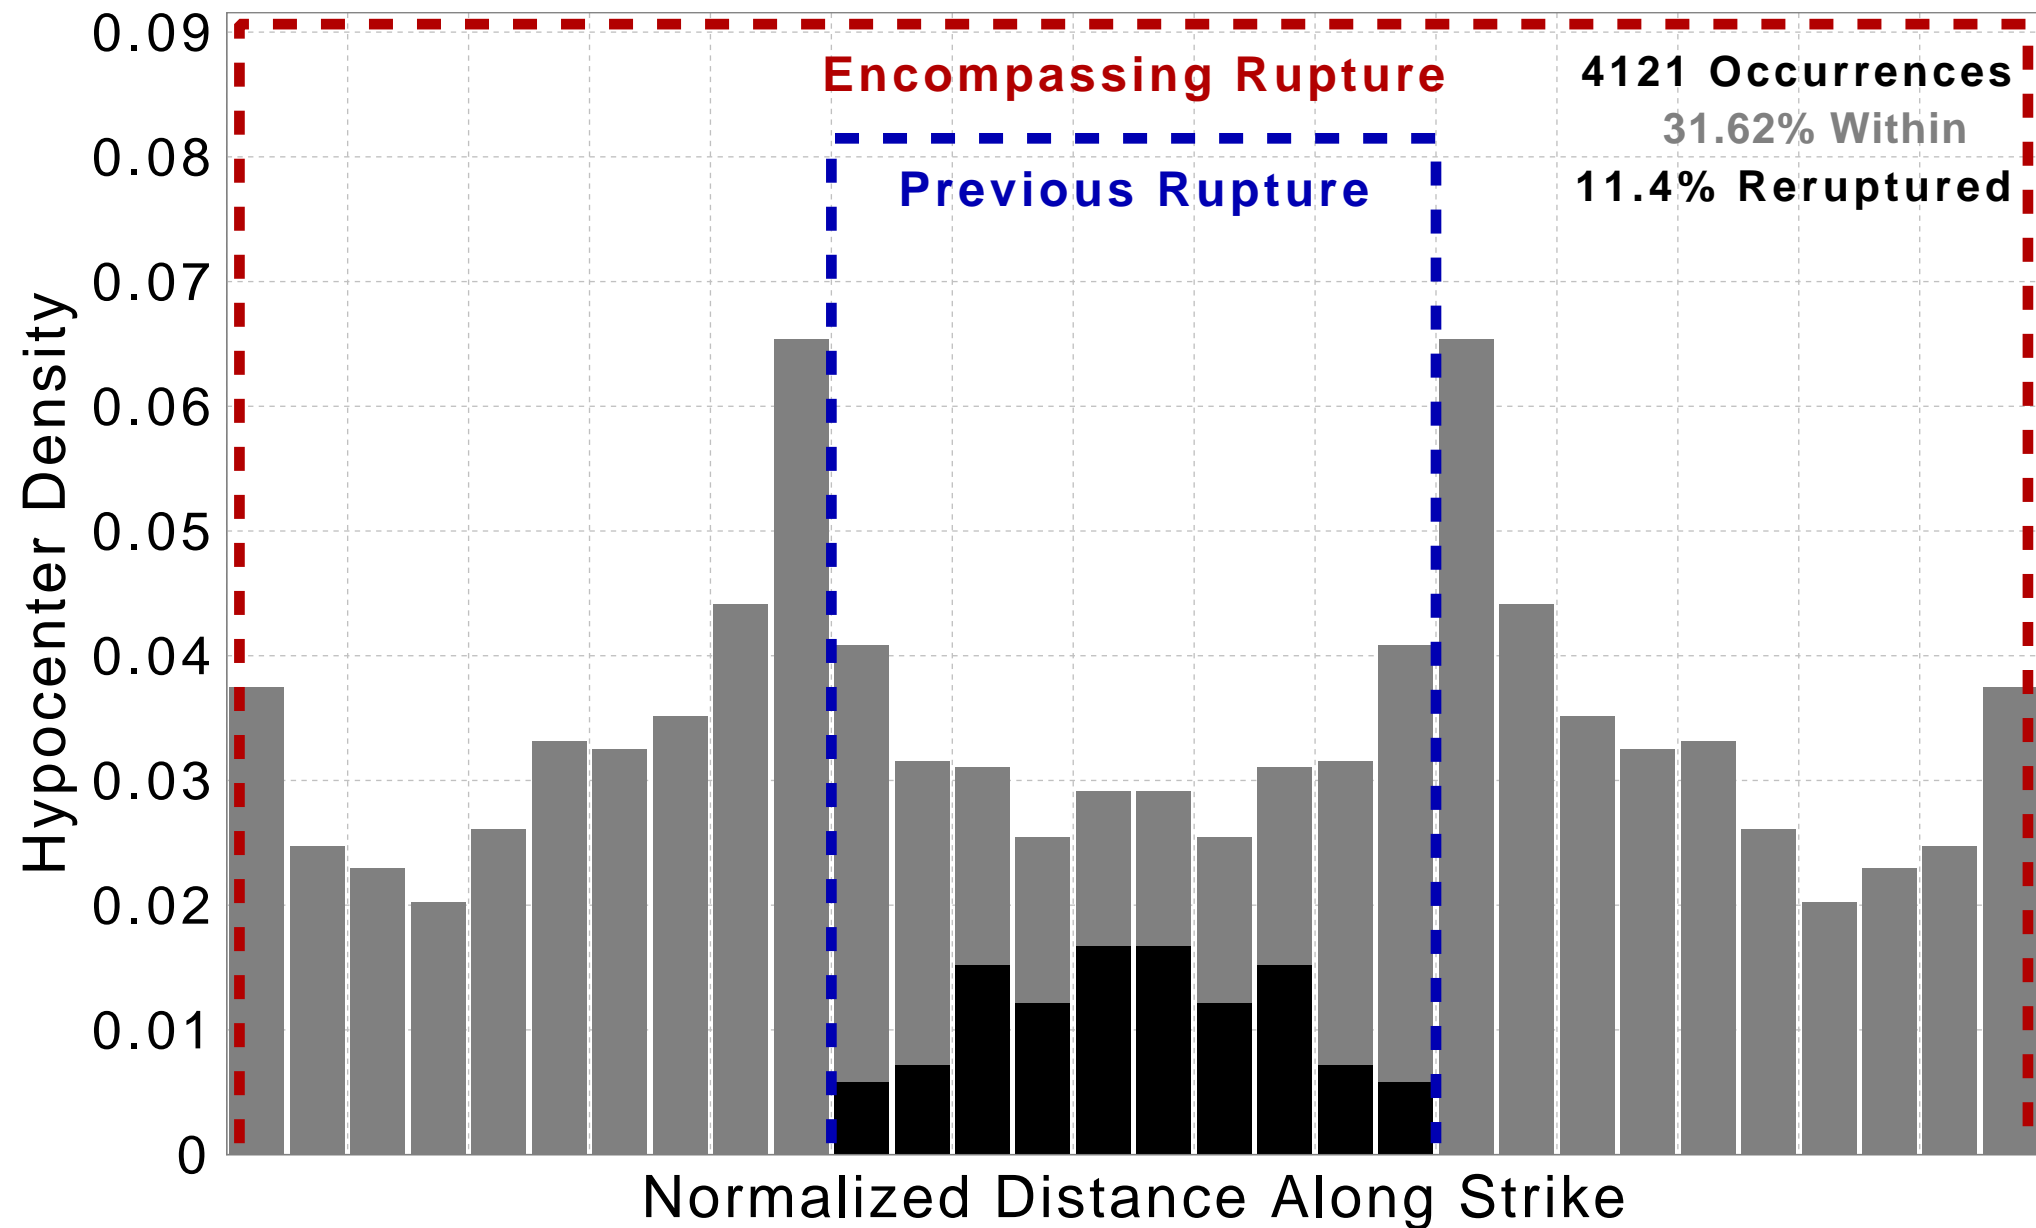 0.09
0.08
0.07
0.06
0.05
0.04
0.03
0.02
0.01
0
Hypocenter Density
Encompassing Rupture
Previous Rupture
4121 Occurrences
31.62% Within
11.4% Reruptured
Normalized Distance Along Strike